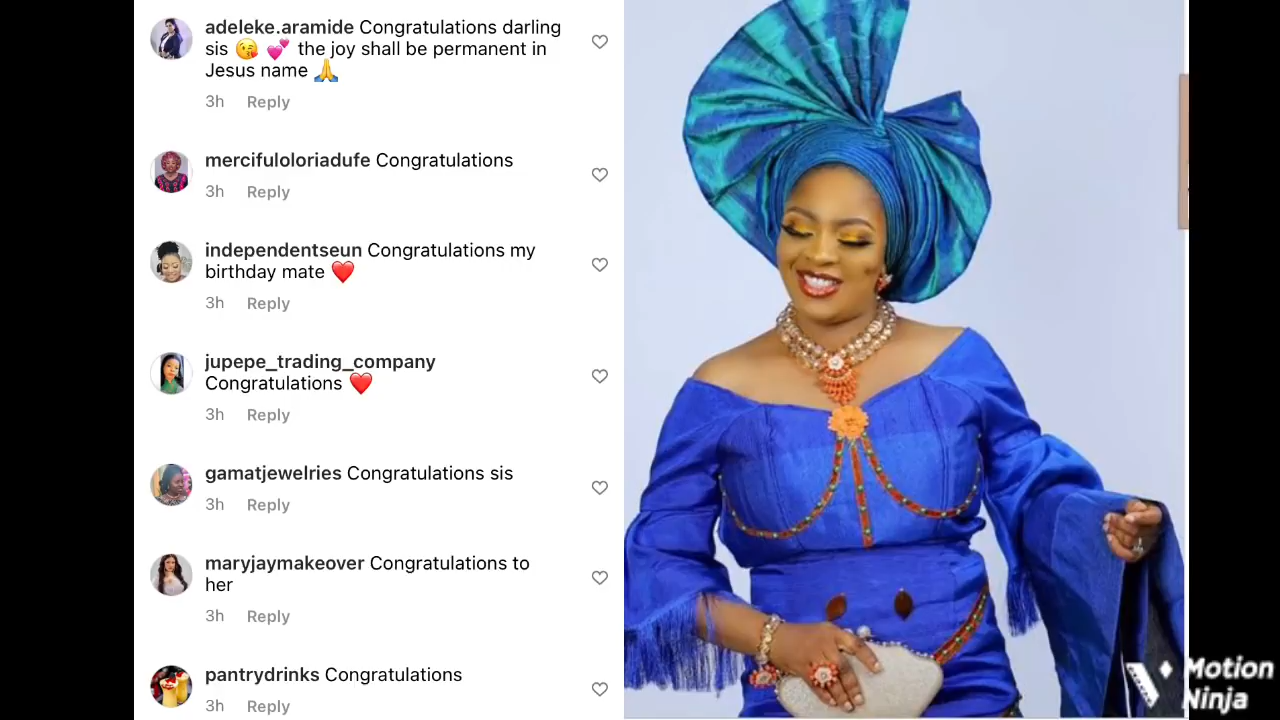 adeleke.aramide Congratulations darling
sis 😘 💕 the joy shall be permanent in
Jesus name 🙏
3h Reply
mercifuloloriadufe Congratulations
3h Reply
independentseun Congratulations my
birthday mate ❤️
3h Reply
jupepe_trading_company
Congratulations ❤️
3h Reply
gamatjewelries Congratulations sis
3h Reply
maryjaymakeover Congratulations to
her
3h Reply
pantrydrinks Congratulations
3h Reply
Motion
Ninja